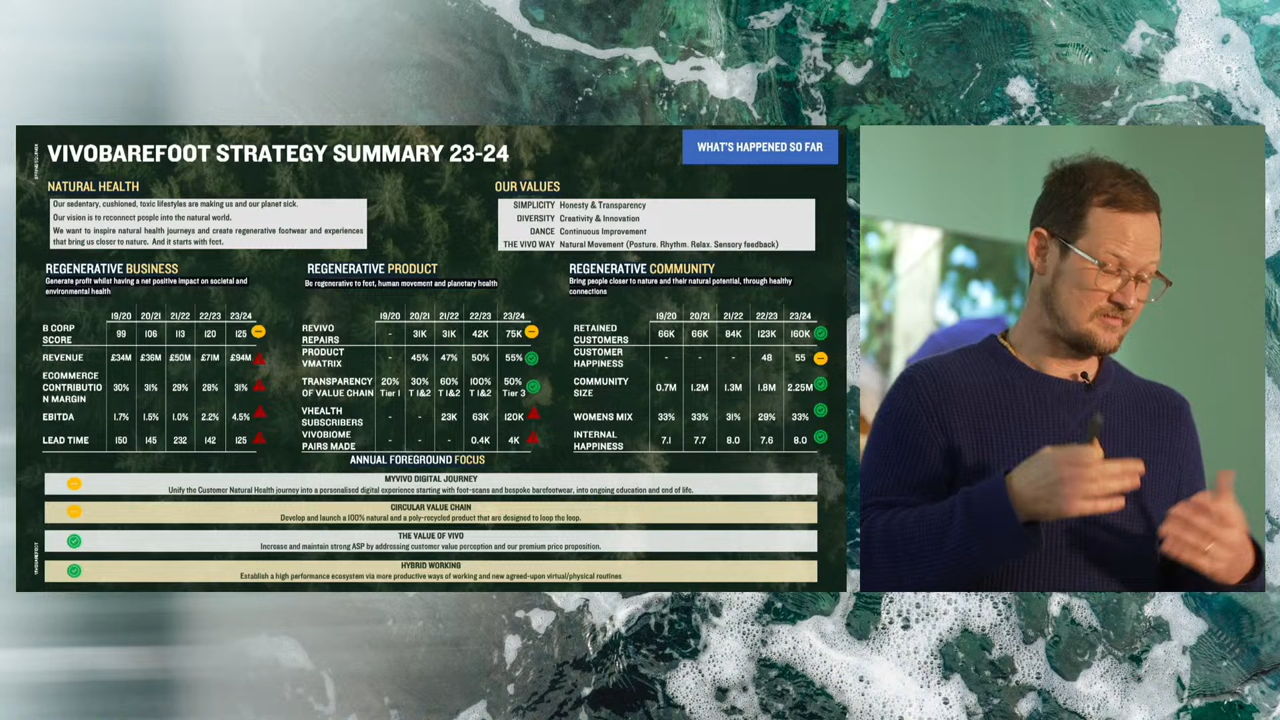 VIVOBAREFOOT STRATEGY SUMMARY 23-24
WHAT'S HAPPENED SO FAR
NATURAL HEALTH
Our sedentary, cushioned, toxic lifestyles are making us and our planet sick.
Our vision is to reconnect people into the natural world.
We want to inspire natural health journeys and create regenerative footwear and experiences
that bring us closer to nature. And it starts with feet.
OUR VALUES
SIMPLICITY Honesty & Transparency
DIVERSITY Creativity & Innovation
DANCE Continuous Improvement
THE VIVO WAY Natural Movement (Posture. Rhythm. Relax. Sensory feedback)
REGENERATIVE BUSINESS
Generate profit whilst having a net positive impact on societal and
environmental health
19/20 20/21 21/22 22/23 23/24
B CORP
SCORE 99 106 113 120 125
REVENUE £34M £36M £50M £71M £94M
ECOMMERCE
CONTRIBUTIO 30% 31% 29% 28% 31%
N MARGIN
EBITDA 1.7% 1.5% 1.0% 2.2% 4.5%
LEAD TIME 150 145 232 142 125
REGENERATIVE PRODUCT
Be regenerative to feet, human movement and planetary health
19/20 20/21 21/22 22/23 23/24
REVIVO
REPAIRS - 31K 31K 42K 75K
PRODUCT
VMATRIX - 45% 47% 50% 55%
TRANSPARENCY 20% 30% 60% 100% 50%
OF VALUE CHAIN Tier 1 T 1&2 T 1&2 T 1&2 Tier 3
VHEALTH
SUBSCRIBERS - - 23K 63K 120K
VIVOBIOME
PAIRS MADE - - - 0.4K 4K
REGENERATIVE COMMUNITY
Bring people closer to nature and their natural potential, through healthy
connections
19/20 20/21 21/22 22/23 23/24
RETAINED
CUSTOMERS 66K 66K 84K 123K 160K
CUSTOMER
HAPPINESS - - - 48 55
COMMUNITY
SIZE 0.7M 1.2M 1.3M 1.8M 2.25M
WOMENS MIX 33% 33% 31% 29% 33%
INTERNAL
HAPPINESS 7.1 7.7 8.0 7.6 8.0
ANNUAL FOREGROUND FOCUS
MYVIVO DIGITAL JOURNEY
Unify the Customer Natural Health journey into a personalised digital experience starting with foot-scans and bespoke barefootwear, into ongoing education and end of life.
CIRCULAR VALUE CHAIN
Develop and launch a 100% natural and a poly-recycled product that are designed to loop the loop.
THE VALUE OF VIVO
Increase and maintain strong ASP by addressing customer value perception and our premium price proposition.
HYBRID WORKING
Establish a high performance ecosystem via more productive ways of working and new agreed-upon virtual/physical routines